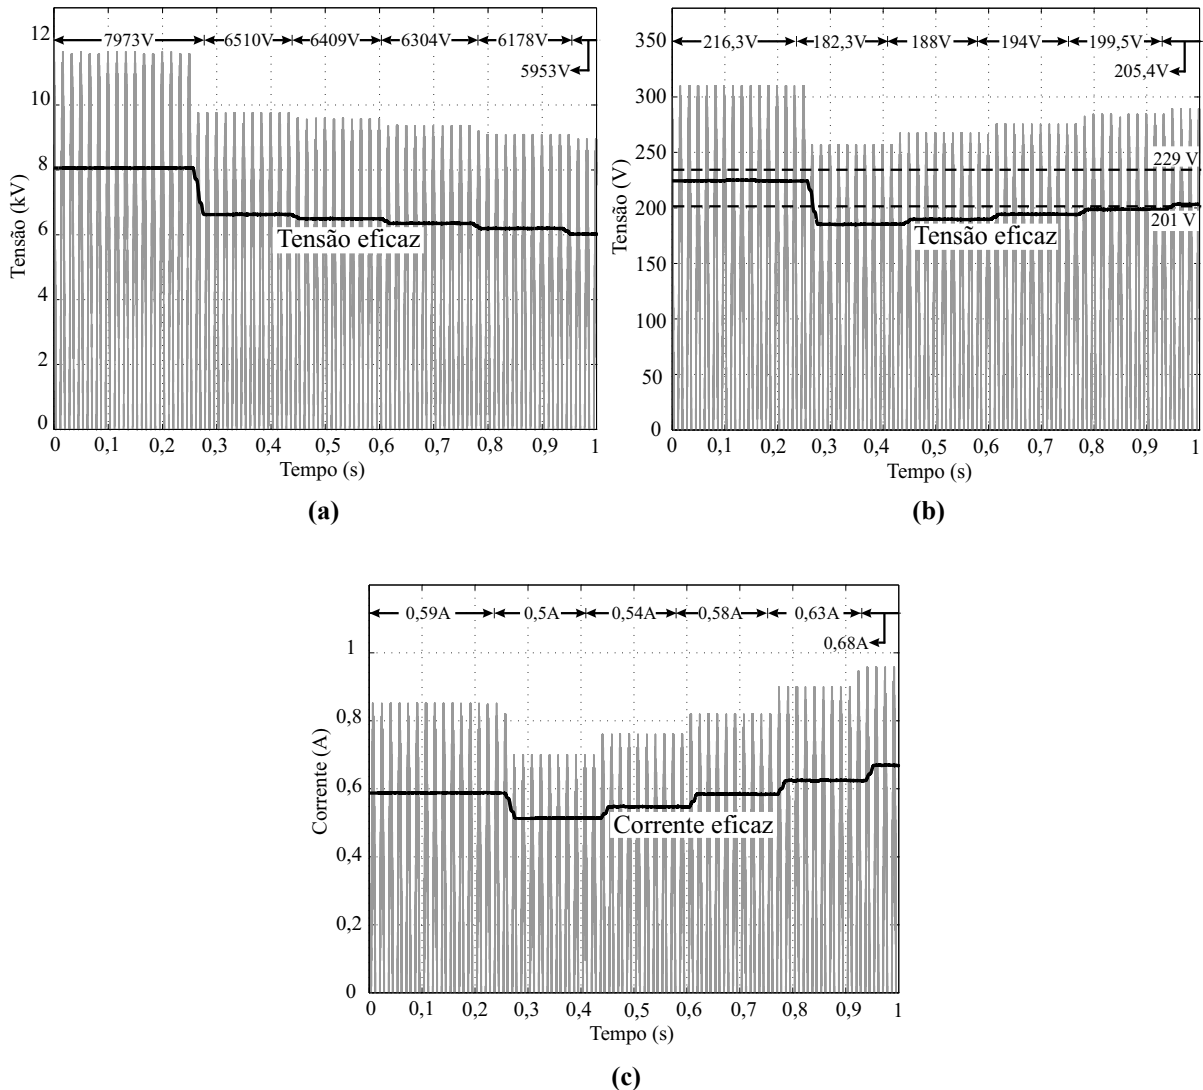 7973V 6510V 6409V 6304V 6178V
5953V
Tensão (kV)
12
10
8
6
4
2
0
Tensão eficaz
0 0,1 0,2 0,3 0,4 0,5 0,6 0,7 0,8 0,9 1
Tempo (s)
(a)
216,3V 182,3V 188V 194V 199,5V
205,4V
Tensão (V)
350
300
250
200
150
100
50
0
229 V
201 V
Tensão eficaz
0 0,1 0,2 0,3 0,4 0,5 0,6 0,7 0,8 0,9 1
Tempo (s)
(b)
0,59A 0,5A 0,54A 0,58A 0,63A
0,68A
Corrente (A)
1
0,8
0,6
0,4
0,2
0
Corrente eficaz
0 0,1 0,2 0,3 0,4 0,5 0,6 0,7 0,8 0,9 1
Tempo (s)
(c)